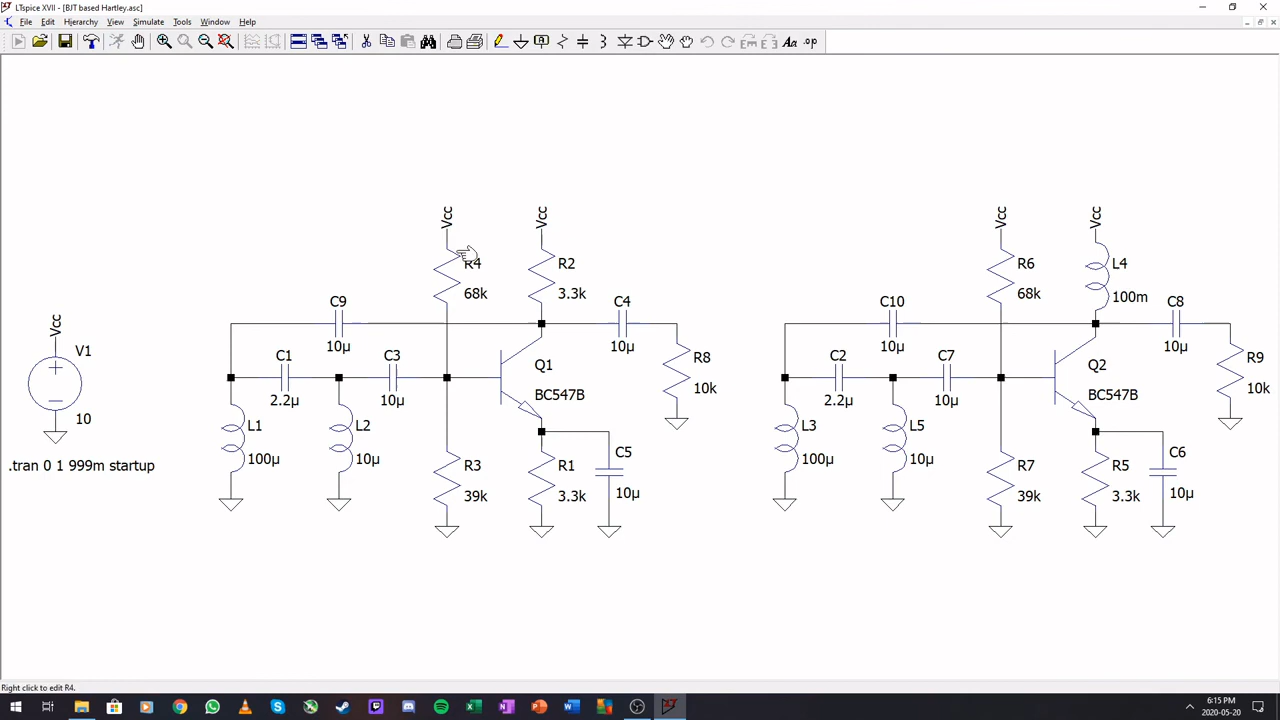 LTspice XVII - [BJT based Hartley.asc]
File Edit Hierarchy View Simulate Tools Window Help
Vcc
V1
10
.tran 0 1 999m startup
Vcc Vcc
R4 R2
68k 3.3k
C9 C4
10µ 10µ
C1 C3 Q1 R8
2.2µ 10µ BC547B 10k
L1 L2 C5
100µ 10µ 10µ
R3 R1
39k 3.3k
Vcc Vcc
R6 L4
68k 100m
C10 C8
10µ 10µ
C2 C7 Q2 R9
2.2µ 10µ BC547B 10k
L3 L5 C6
100µ 10µ 10µ
R7 R5
39k 3.3k
Right click to edit R4.
6:15 PM
2020-05-20